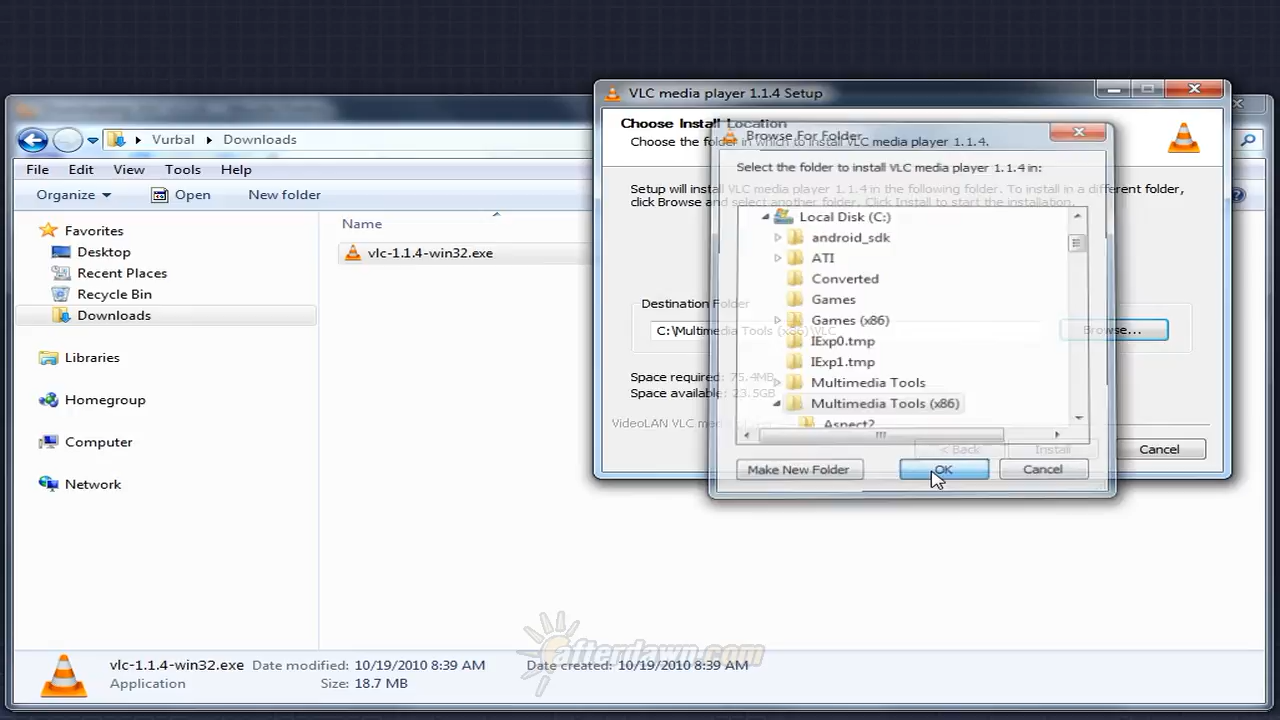 VLC media player 1.1.4 Setup
Choose Install Location
Choose the folder in which to install VLC media player 1.1.4.
Browse For Folder
Select the folder to install VLC media player 1.1.4 in:
Setup will install VLC media player 1.1.4 in the following folder. To install in a different folder,
click Browse and select another folder. Click Install to start the installation.
Vurbal Downloads
File Edit View Tools Help
Organize Open New folder
Favorites
Desktop
Recent Places
Recycle Bin
Downloads
Libraries
Homegroup
Computer
Network
Name
vlc-1.1.4-win32.exe
Local Disk (C:)
android_sdk
ATI
Converted
Games
Games (x86)
IExp0.tmp
IExp1.tmp
Multimedia Tools
Multimedia Tools (x86)
Aspect?
Destination Folder
C:\Multimedia Tools (x86)\VLC
Browse...
Space required: 75.4MB
Space available: 23.5GB
VideoLAN VLC
< Back Install Cancel
Make New Folder OK Cancel
vlc-1.1.4-win32.exe Date modified: 10/19/2010 8:39 AM Date created: 10/19/2010 8:39 AM
Application Size: 18.7 MB
afterdawn.com